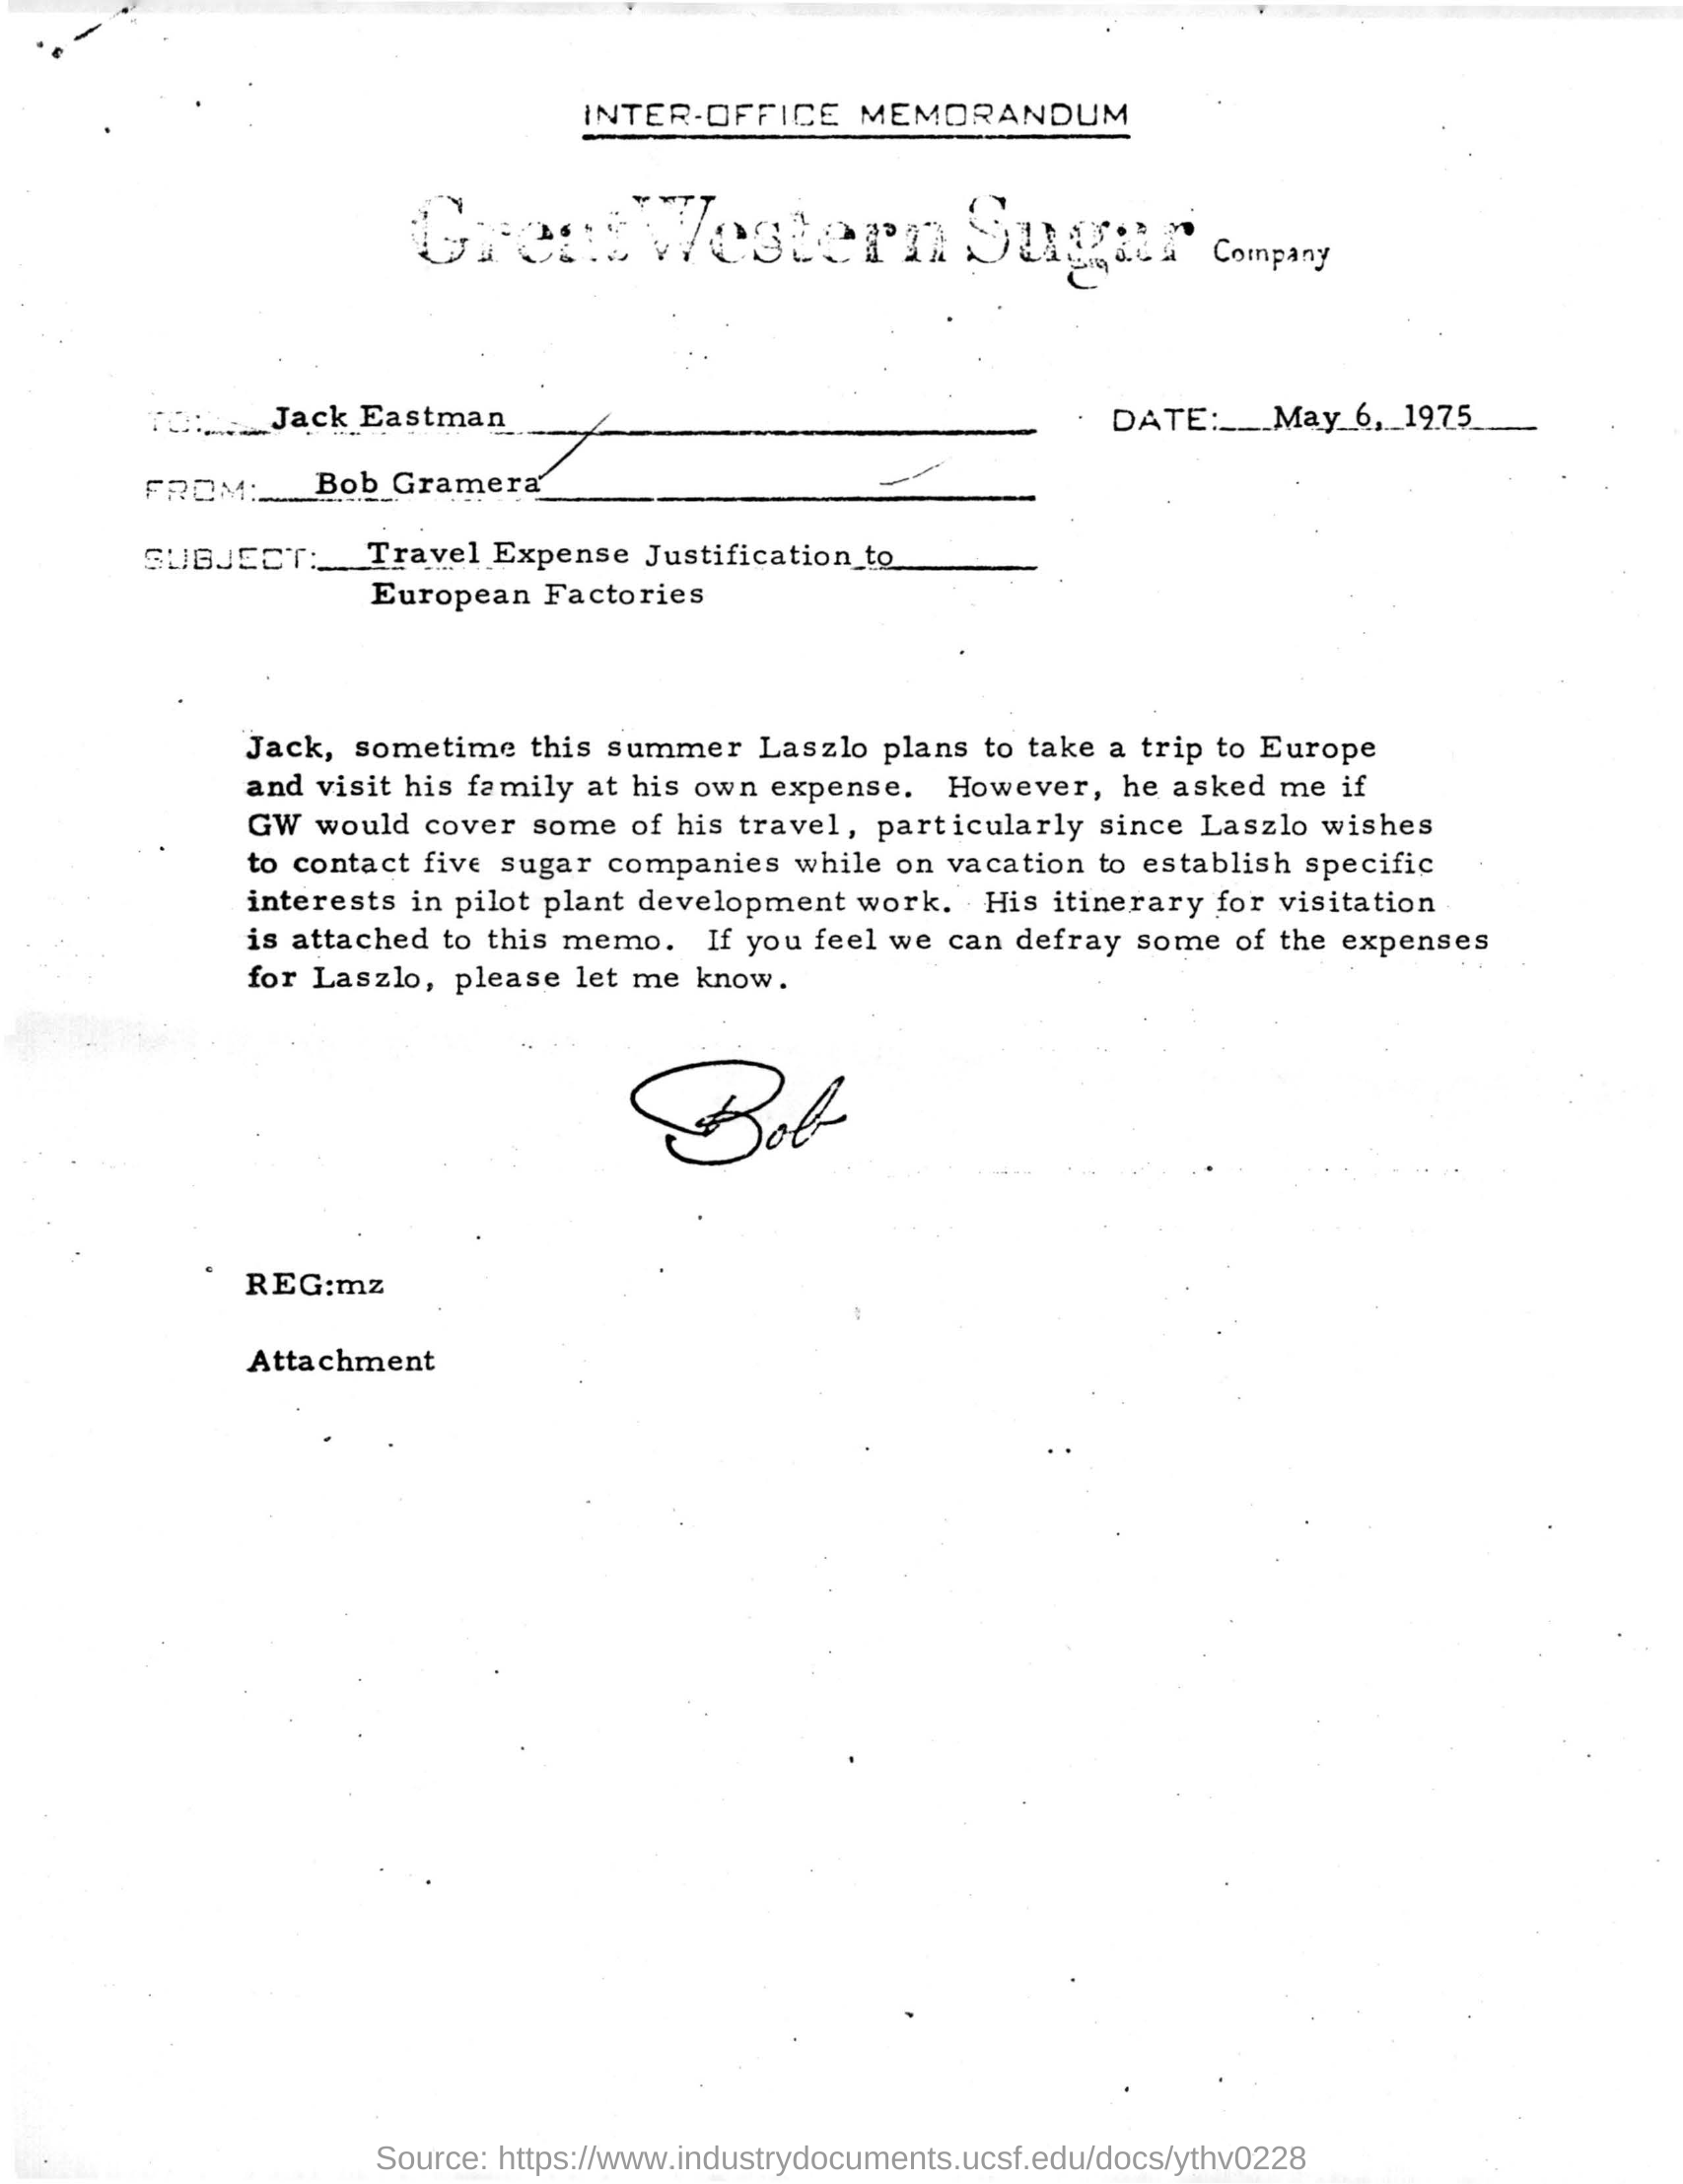 INTER-OFFICE MEMORANDUM
Great Western Sugar Company
TO: Jack Eastman DATE: May 6, 1975
FROM: Bob Gramera
SUBJECT: Travel Expense Justification to
European Factories
Jack, sometime this summer Laszlo plans to take a trip to Europe
and visit his family at his own expense. However, he asked me if
GW would cover some of his travel, particularly since Laszlo wishes
to contact five sugar companies while on vacation to establish specific
interests in pilot plant development work. His itinerary for visitation
is attached to this memo. If you feel we can defray some of the expenses
for Laszlo, please let me know.
Bob
REG:mz
Attachment
Source: https://www.industrydocuments.ucsf.edu/docs/ythv0228